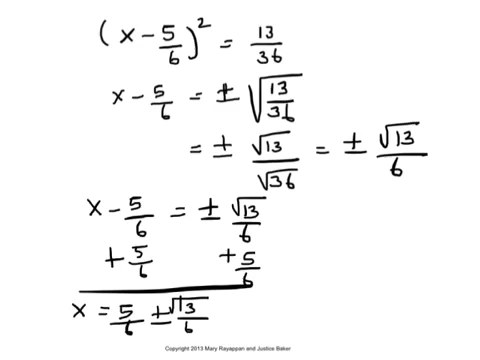 (x - 5/6)² = 13/36
x - 5/6 = ± √(13/36)
= ± √13/√36 = ± √13/6
x - 5/6 = ± √13/6
+ 5/6 + 5/6
x = 5/6 ± √13/6
Copyright 2013 Mary Rayappan and Justice Baker